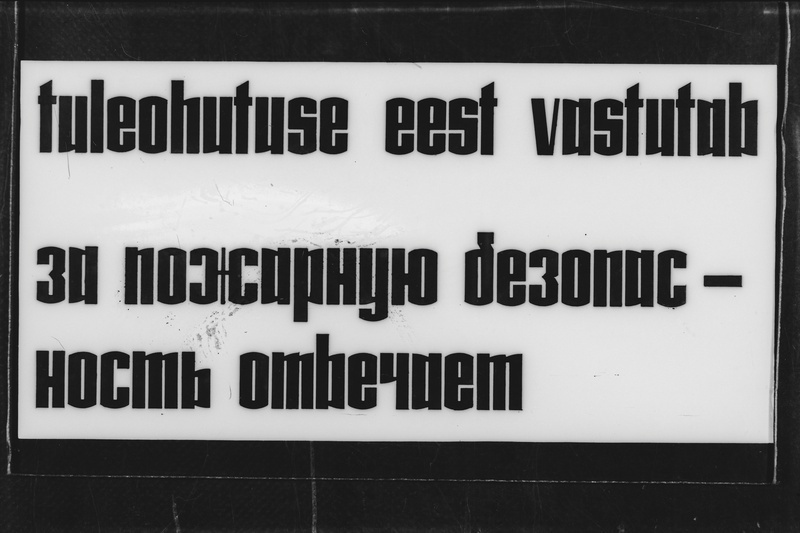 tuleohutuse eest vastutab
за пожарную безопас –
ность отвечает